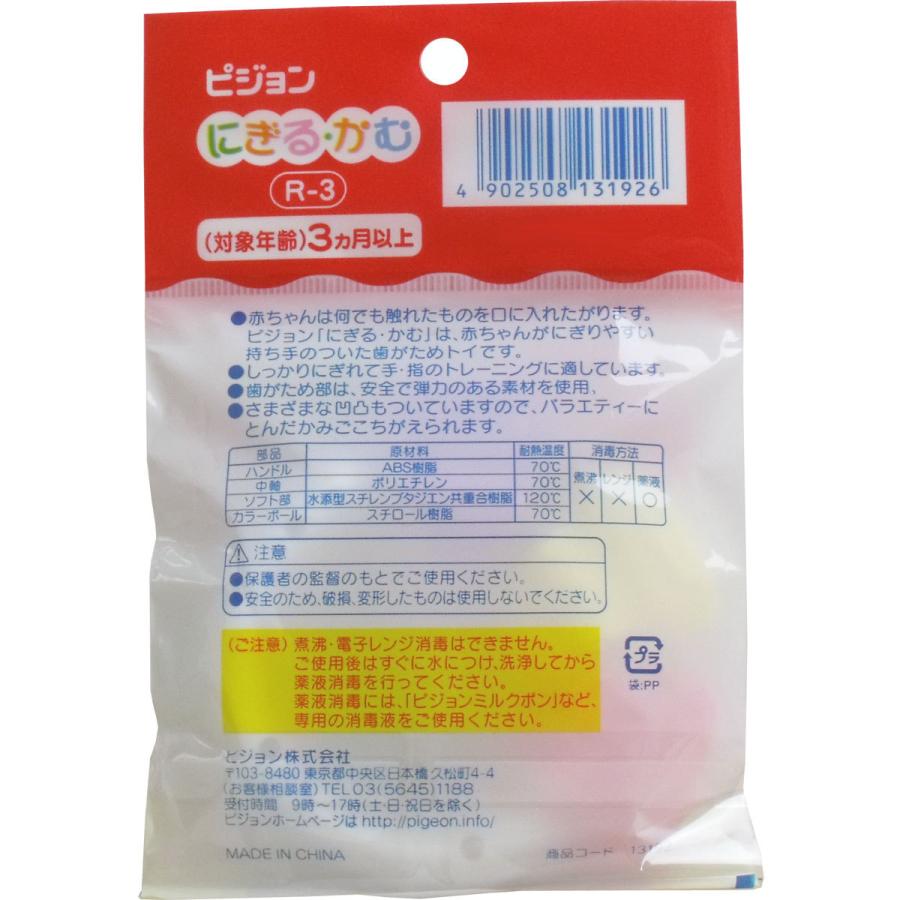 ピジョン
にぎる・かむ
R-3
(対象年齢)3ヵ月以上
4 902508 131926
●赤ちゃんは何でも触れたものを口に入れたがります。
ピジョン「にぎる・かむ」は、赤ちゃんがにぎりやすい
持ち手のついた歯がためトイです。
●しっかりにぎれて手・指のトレーニングに適しています。
●歯がため部は、安全で弾力のある素材を使用,
●さまざまな凹凸もついていますので、バラエティーに
とんだかみごこちがえられます。
部品 原材料 耐熱温度 消毒方法
ハンドル ABS樹脂 70℃ 煮沸 レンジ 薬液
中軸 ポリエチレン 70℃
ソフト部 水添型スチレンブタジエン共重合樹脂 120℃ × × ○
カラーボール スチロール樹脂 70℃
注意
●保護者の監督のもとでご使用ください。
●安全のため、破損、変形したものは使用しないでください。
(ご注意) 煮沸・電子レンジ消毒はできません。
ご使用後はすぐに水につけ、洗浄してから
薬液消毒を行ってください。
薬液消毒には、「ピジョンミルクポン」など、
専用の消毒液をご使用ください。
プラ
袋:PP
ピジョン株式会社
〒103-8480 東京都中央区日本橋久松町4-4
(お客様相談室)TEL03(5645)1188
受付時間 9時〜17時(土・日・祝日を除く)
ピジョンホームページは http://pigeon.info/
MADE IN CHINA
商品コード